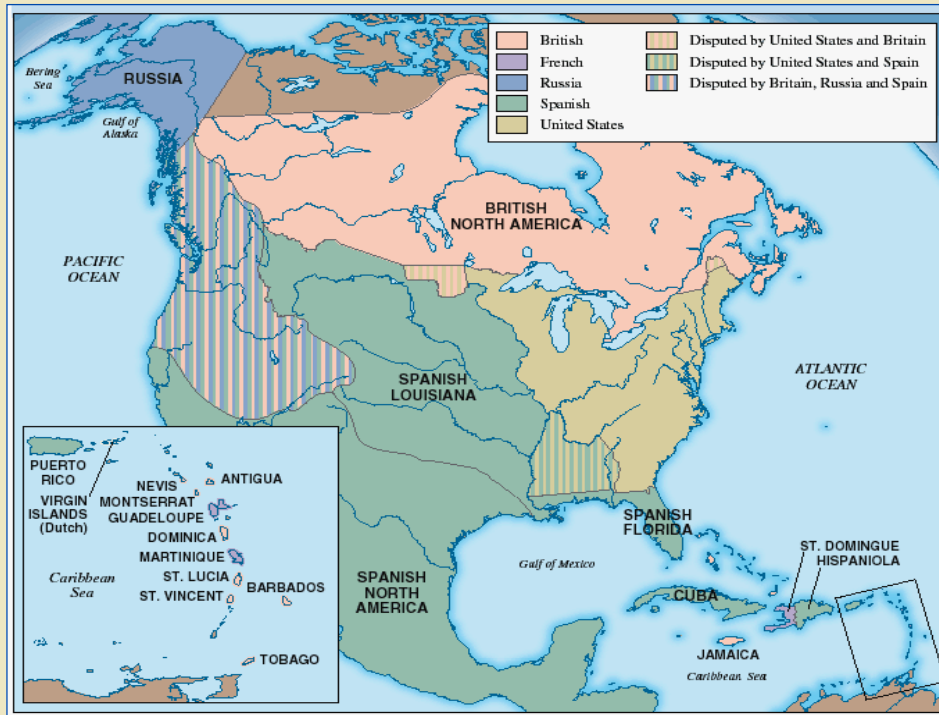 British
French
Russia
Spanish
United States
Disputed by United States and Britain
Disputed by United States and Spain
Disputed by Britain, Russia and Spain
Bering
Sea
RUSSIA
Gulf of
Alaska
BRITISH
NORTH AMERICA
PACIFIC
OCEAN
ATLANTIC
OCEAN
SPANISH
LOUISIANA
SPANISH
FLORIDA
Gulf of Mexico
SPANISH
NORTH
AMERICA
CUBA
ST. DOMINGUE
HISPANIOLA
JAMAICA
Caribbean Sea
PUERTO
RICO
VIRGIN
ISLANDS
(Dutch)
NEVIS
ANTIGUA
MONTSERRAT
GUADELOUPE
DOMINICA
MARTINIQUE
ST. LUCIA
BARBADOS
ST. VINCENT
Caribbean
Sea
TOBAGO